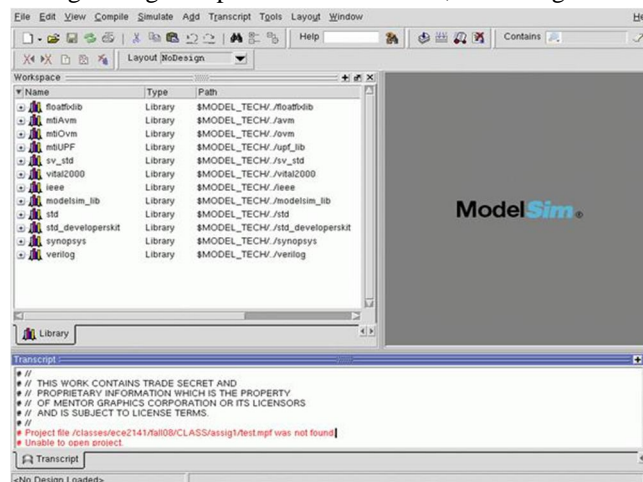 File Edit View Compile Simulate Add Transcript Tools Layout Window
Help Contains
Layout NoDesign
Workspace
Name Type Path
floatfixlib Library $MODEL_TECH/../floatfixlib
mtiAvm Library $MODEL_TECH/../avm
mtiOvm Library $MODEL_TECH/../ovm
mtiUPF Library $MODEL_TECH/../upf_lib
sv_std Library $MODEL_TECH/../sv_std
vital2000 Library $MODEL_TECH/../vital2000
ieee Library $MODEL_TECH/../ieee
modelsim_lib Library $MODEL_TECH/../modelsim_lib
std Library $MODEL_TECH/../std
std_developerskit Library $MODEL_TECH/../std_developerskit
synopsys Library $MODEL_TECH/../synopsys
verilog Library $MODEL_TECH/../verilog
ModelSim®
Library
Transcript
# //
# // THIS WORK CONTAINS TRADE SECRET AND
# // PROPRIETARY INFORMATION WHICH IS THE PROPERTY
# // OF MENTOR GRAPHICS CORPORATION OR ITS LICENSORS
# // AND IS SUBJECT TO LICENSE TERMS.
# //
# Project file /classes/ece2141/fall08/CLASS/assig1/test.mpf was not found.
# Unable to open project.
Transcript
<No Design Loaded>